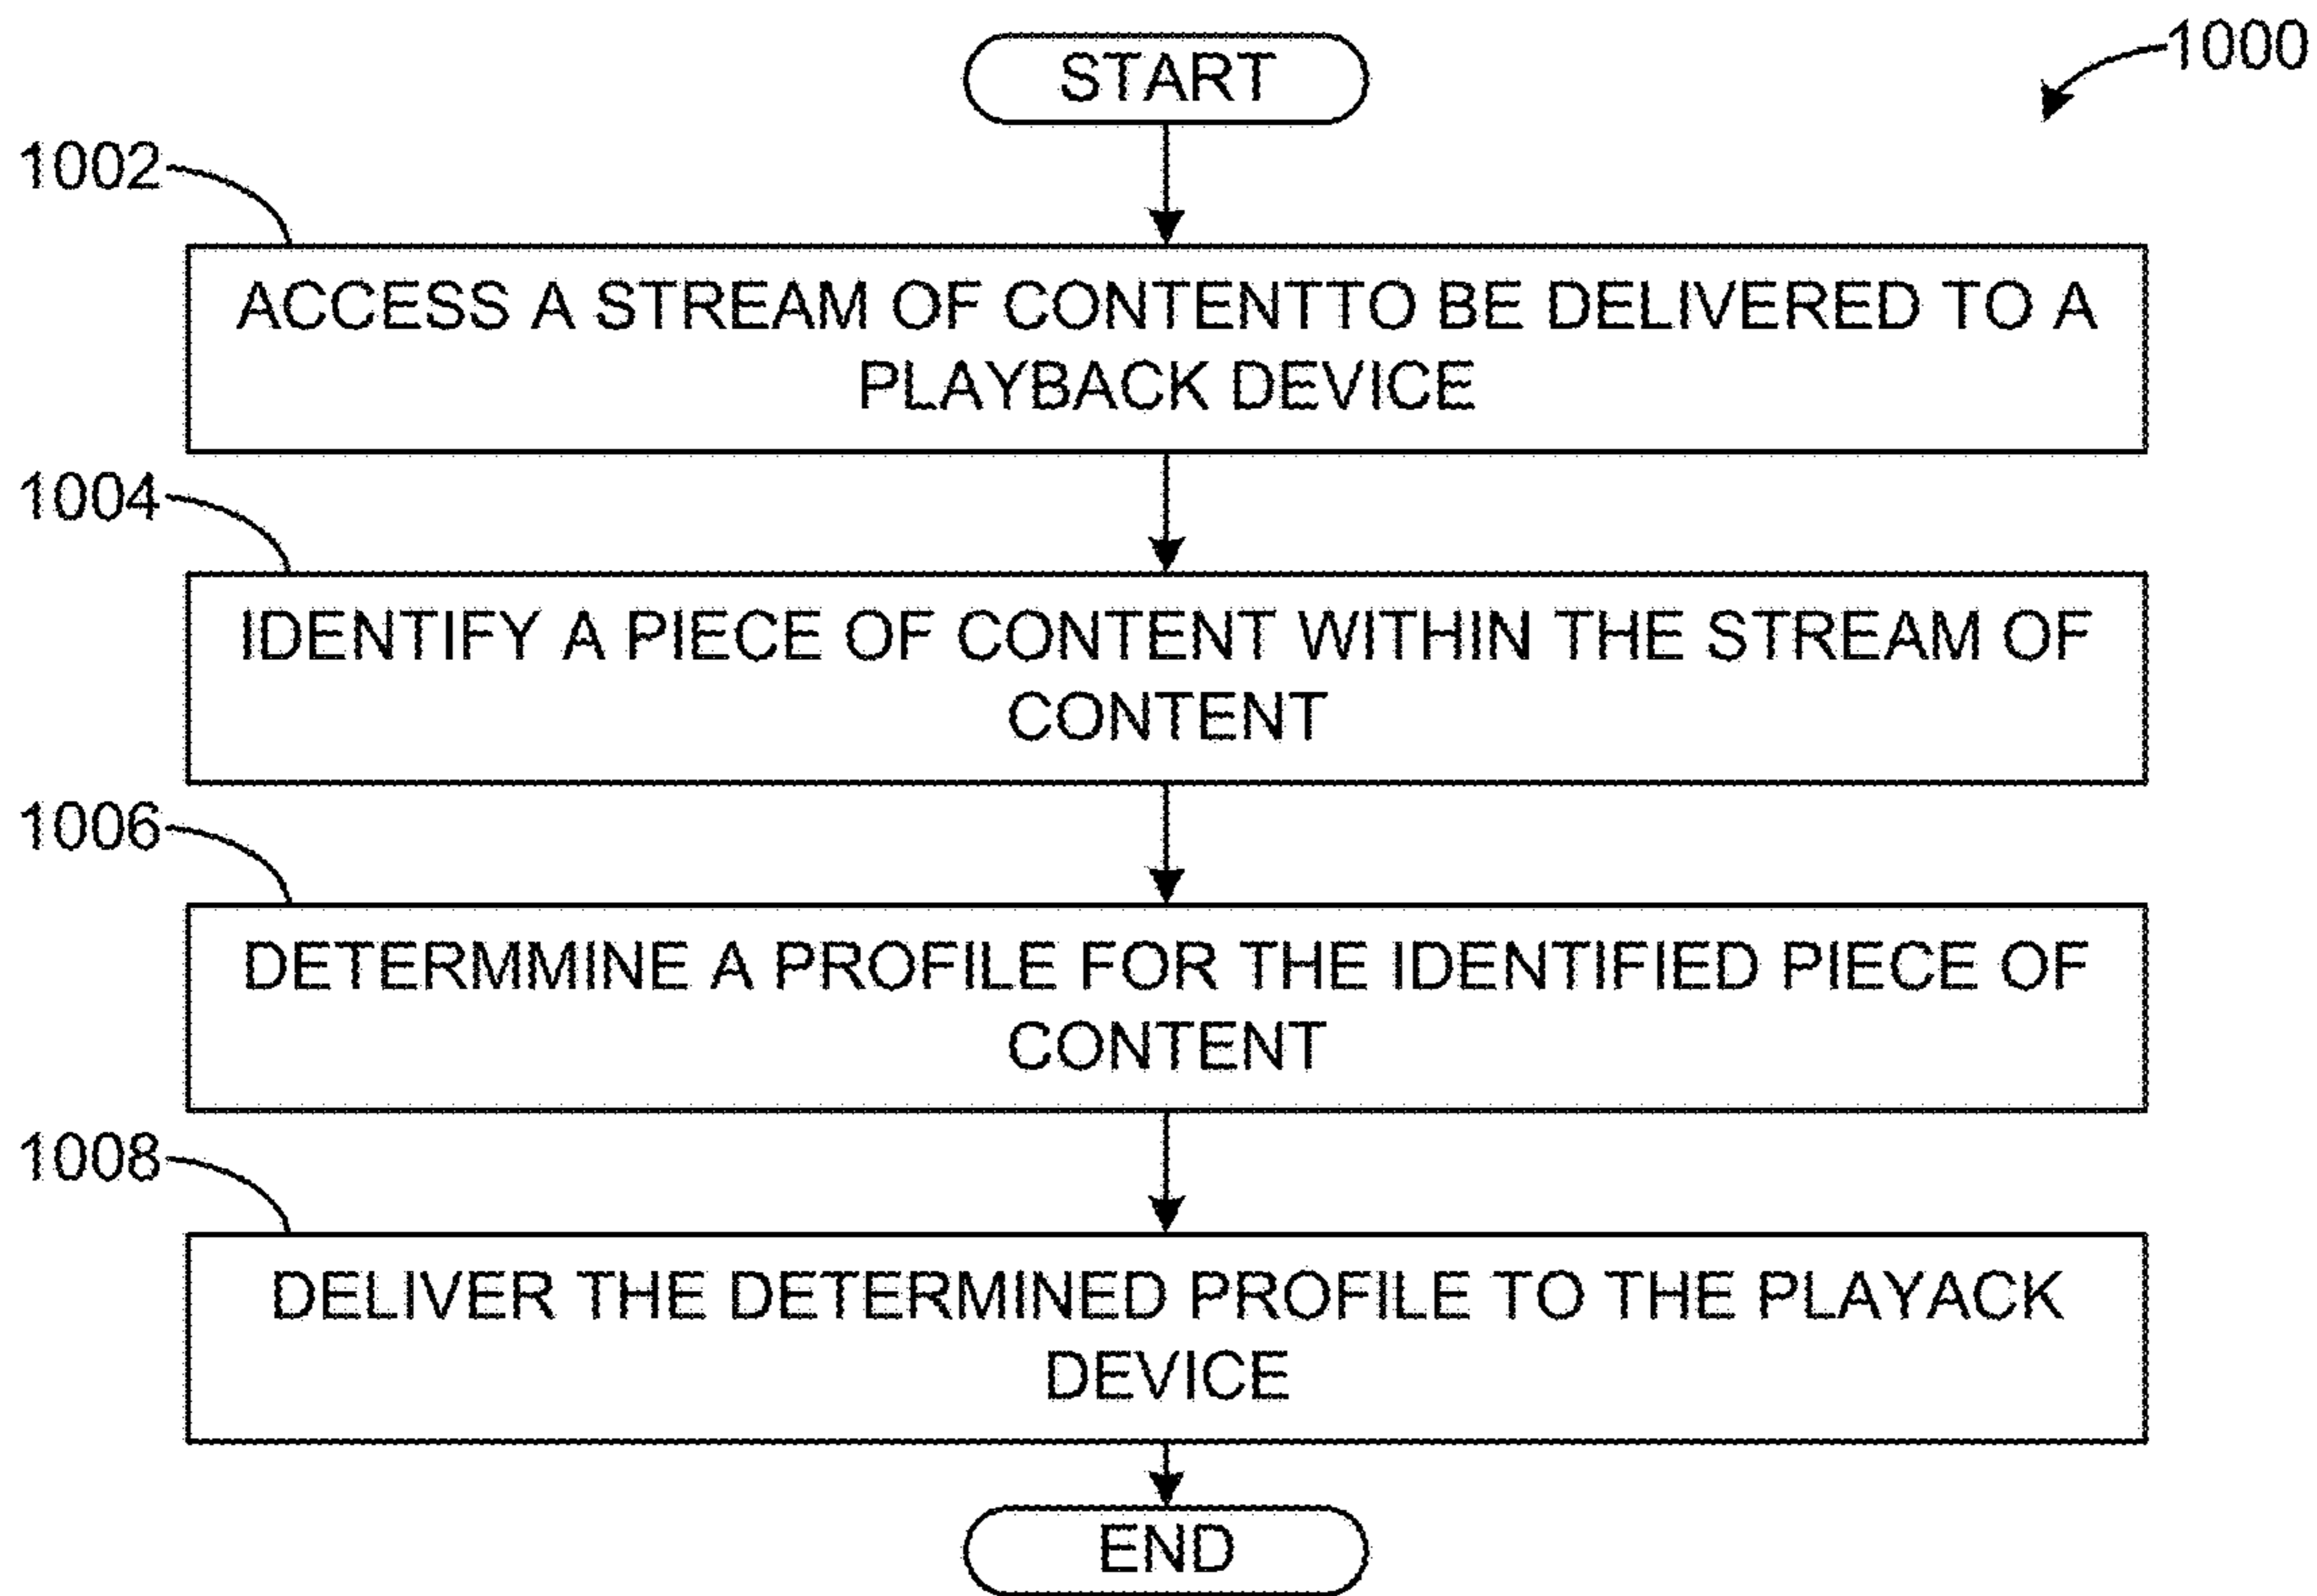 START
1000
1002
ACCESS A STREAM OF CONTENTTO BE DELIVERED TO A
PLAYBACK DEVICE
1004
IDENTIFY A PIECE OF CONTENT WITHIN THE STREAM OF
CONTENT
1006
DETERMMINE A PROFILE FOR THE IDENTIFIED PIECE OF
CONTENT
1008
DELIVER THE DETERMINED PROFILE TO THE PLAYACK
DEVICE
END